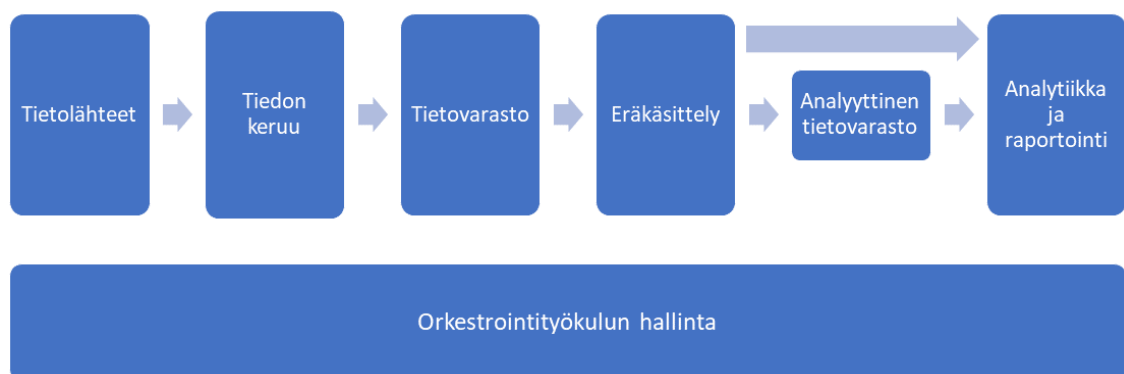 Tietolähteet
Tiedon
keruu
Tietovarasto
Eräkäsittely
Analyyttinen
tietovarasto
Analytiikka
ja
raportointi
Orkestrointityökulun hallinta